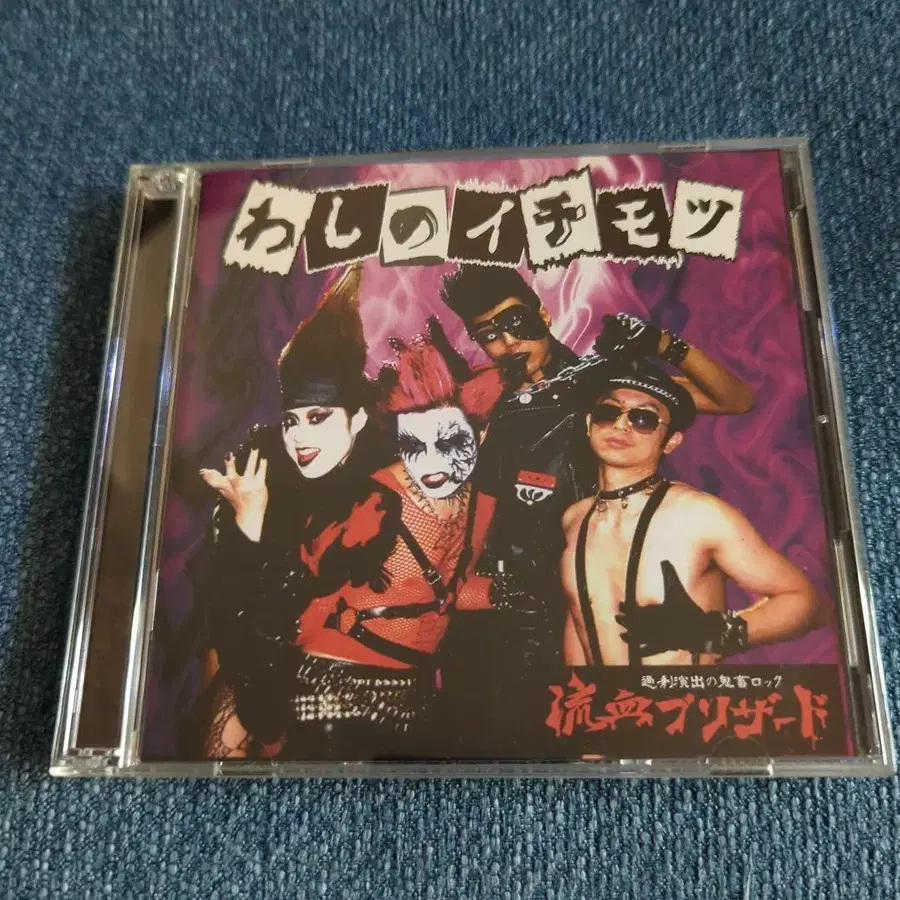 わしのイチモツ
過剰演出の鬼畜ロック
流血ブリザード